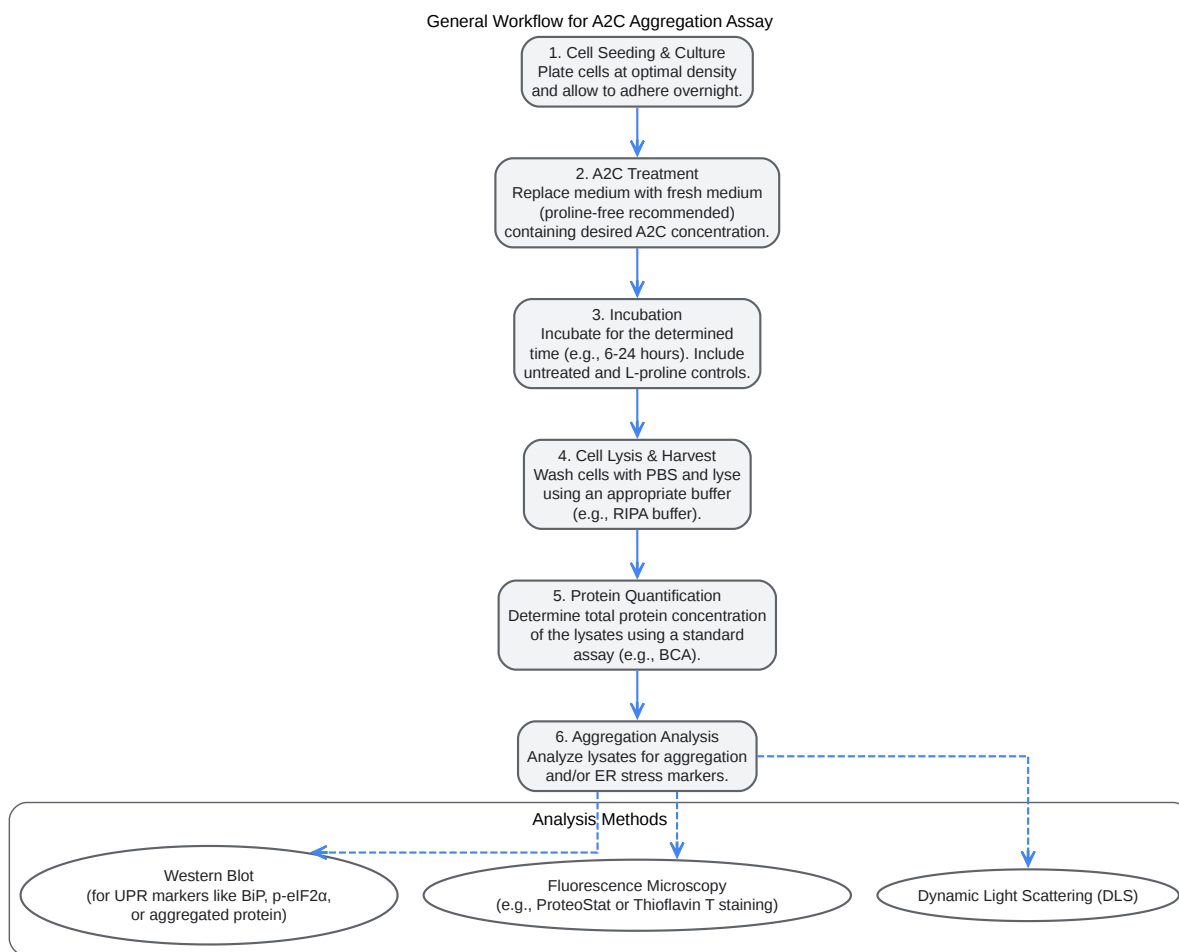 General Workflow for A2C Aggregation Assay
1. Cell Seeding & Culture
Plate cells at optimal density
and allow to adhere overnight.
2. A2C Treatment
Replace medium with fresh medium
(proline-free recommended)
containing desired A2C concentration.
3. Incubation
Incubate for the determined
time (e.g., 6-24 hours). Include
untreated and L-proline controls.
4. Cell Lysis & Harvest
Wash cells with PBS and lyse
using an appropriate buffer
(e.g., RIPA buffer).
5. Protein Quantification
Determine total protein concentration
of the lysates using a standard
assay (e.g., BCA).
6. Aggregation Analysis
Analyze lysates for aggregation
and/or ER stress markers.
Analysis Methods
Western Blot
(for UPR markers like BiP, p-eIF2α,
or aggregated protein)
Fluorescence Microscopy
(e.g., ProteoStat or Thioflavin T staining)
Dynamic Light Scattering (DLS)